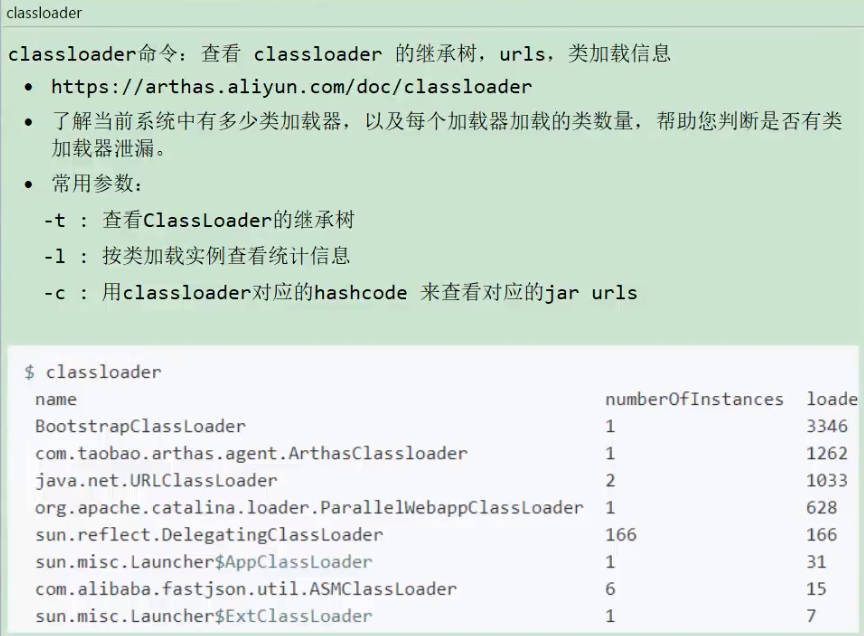 classloader
classloader命令：查看 classloader 的继承树，urls，类加载信息
• https://arthas.aliyun.com/doc/classloader
• 了解当前系统中有多少类加载器，以及每个加载器加载的类数量，帮助您判断是否有类
加载器泄漏。
• 常用参数：
-t : 查看ClassLoader的继承树
-l : 按类加载实例查看统计信息
-c : 用classloader对应的hashcode 来查看对应的jar urls
$ classloader
name numberOfInstances loade
BootstrapClassLoader 1 3346
com.taobao.arthas.agent.ArthasClassloader 1 1262
java.net.URLClassLoader 2 1033
org.apache.catalina.loader.ParallelWebappClassLoader 1 628
sun.reflect.DelegatingClassLoader 166 166
sun.misc.Launcher$AppClassLoader 1 31
com.alibaba.fastjson.util.ASMClassLoader 6 15
sun.misc.Launcher$ExtClassLoader 1 7